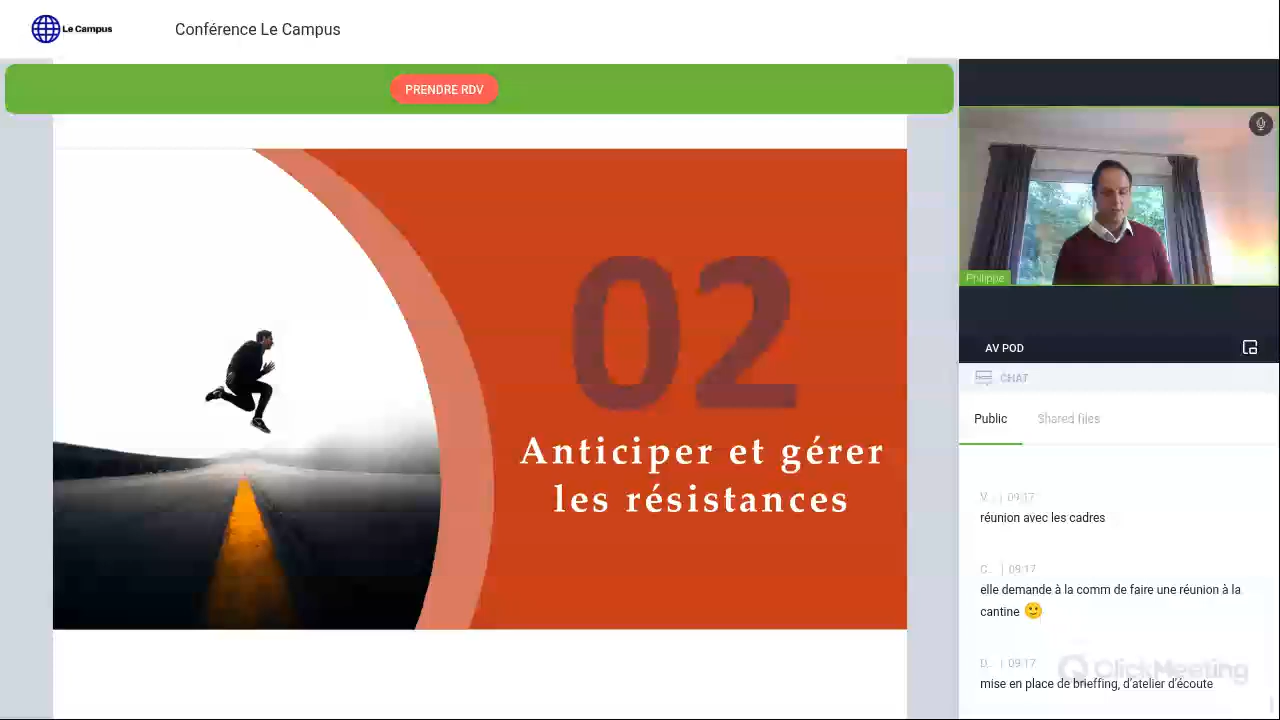 Le Campus
Conférence Le Campus
PRENDRE RDV
02
Anticiper et gérer
les résistances
Philippe
AV POD
CHAT
Public
Shared files
V... | 09:17
réunion avec les cadres
C... | 09:17
elle demande à la comm de faire une réunion à la
cantine 🙂
D... | 09:17
mise en place de brieffing, d'atelier d'écoute
ClickMeeting